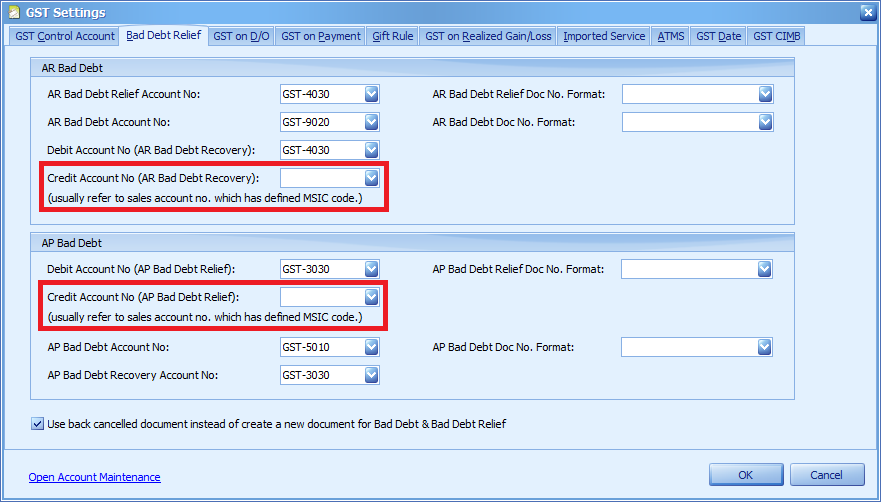 GST Settings
GST Control Account Bad Debt Relief GST on D/O GST on Payment Gift Rule GST on Realized Gain/Loss Imported Service ATMS GST Date GST CIMB
AR Bad Debt
AR Bad Debt Relief Account No: GST-4030 AR Bad Debt Relief Doc No. Format:
AR Bad Debt Account No: GST-9020 AR Bad Debt Doc No. Format:
Debit Account No (AR Bad Debt Recovery): GST-4030
Credit Account No (AR Bad Debt Recovery):
(usually refer to sales account no. which has defined MSIC code.)
AP Bad Debt
Debit Account No (AP Bad Debt Relief): GST-3030 AP Bad Debt Relief Doc No. Format:
Credit Account No (AP Bad Debt Relief):
(usually refer to sales account no. which has defined MSIC code.)
AP Bad Debt Account No: GST-5010 AP Bad Debt Doc No. Format:
AP Bad Debt Recovery Account No: GST-3030
Use back cancelled document instead of create a new document for Bad Debt & Bad Debt Relief
Open Account Maintenance OK Cancel